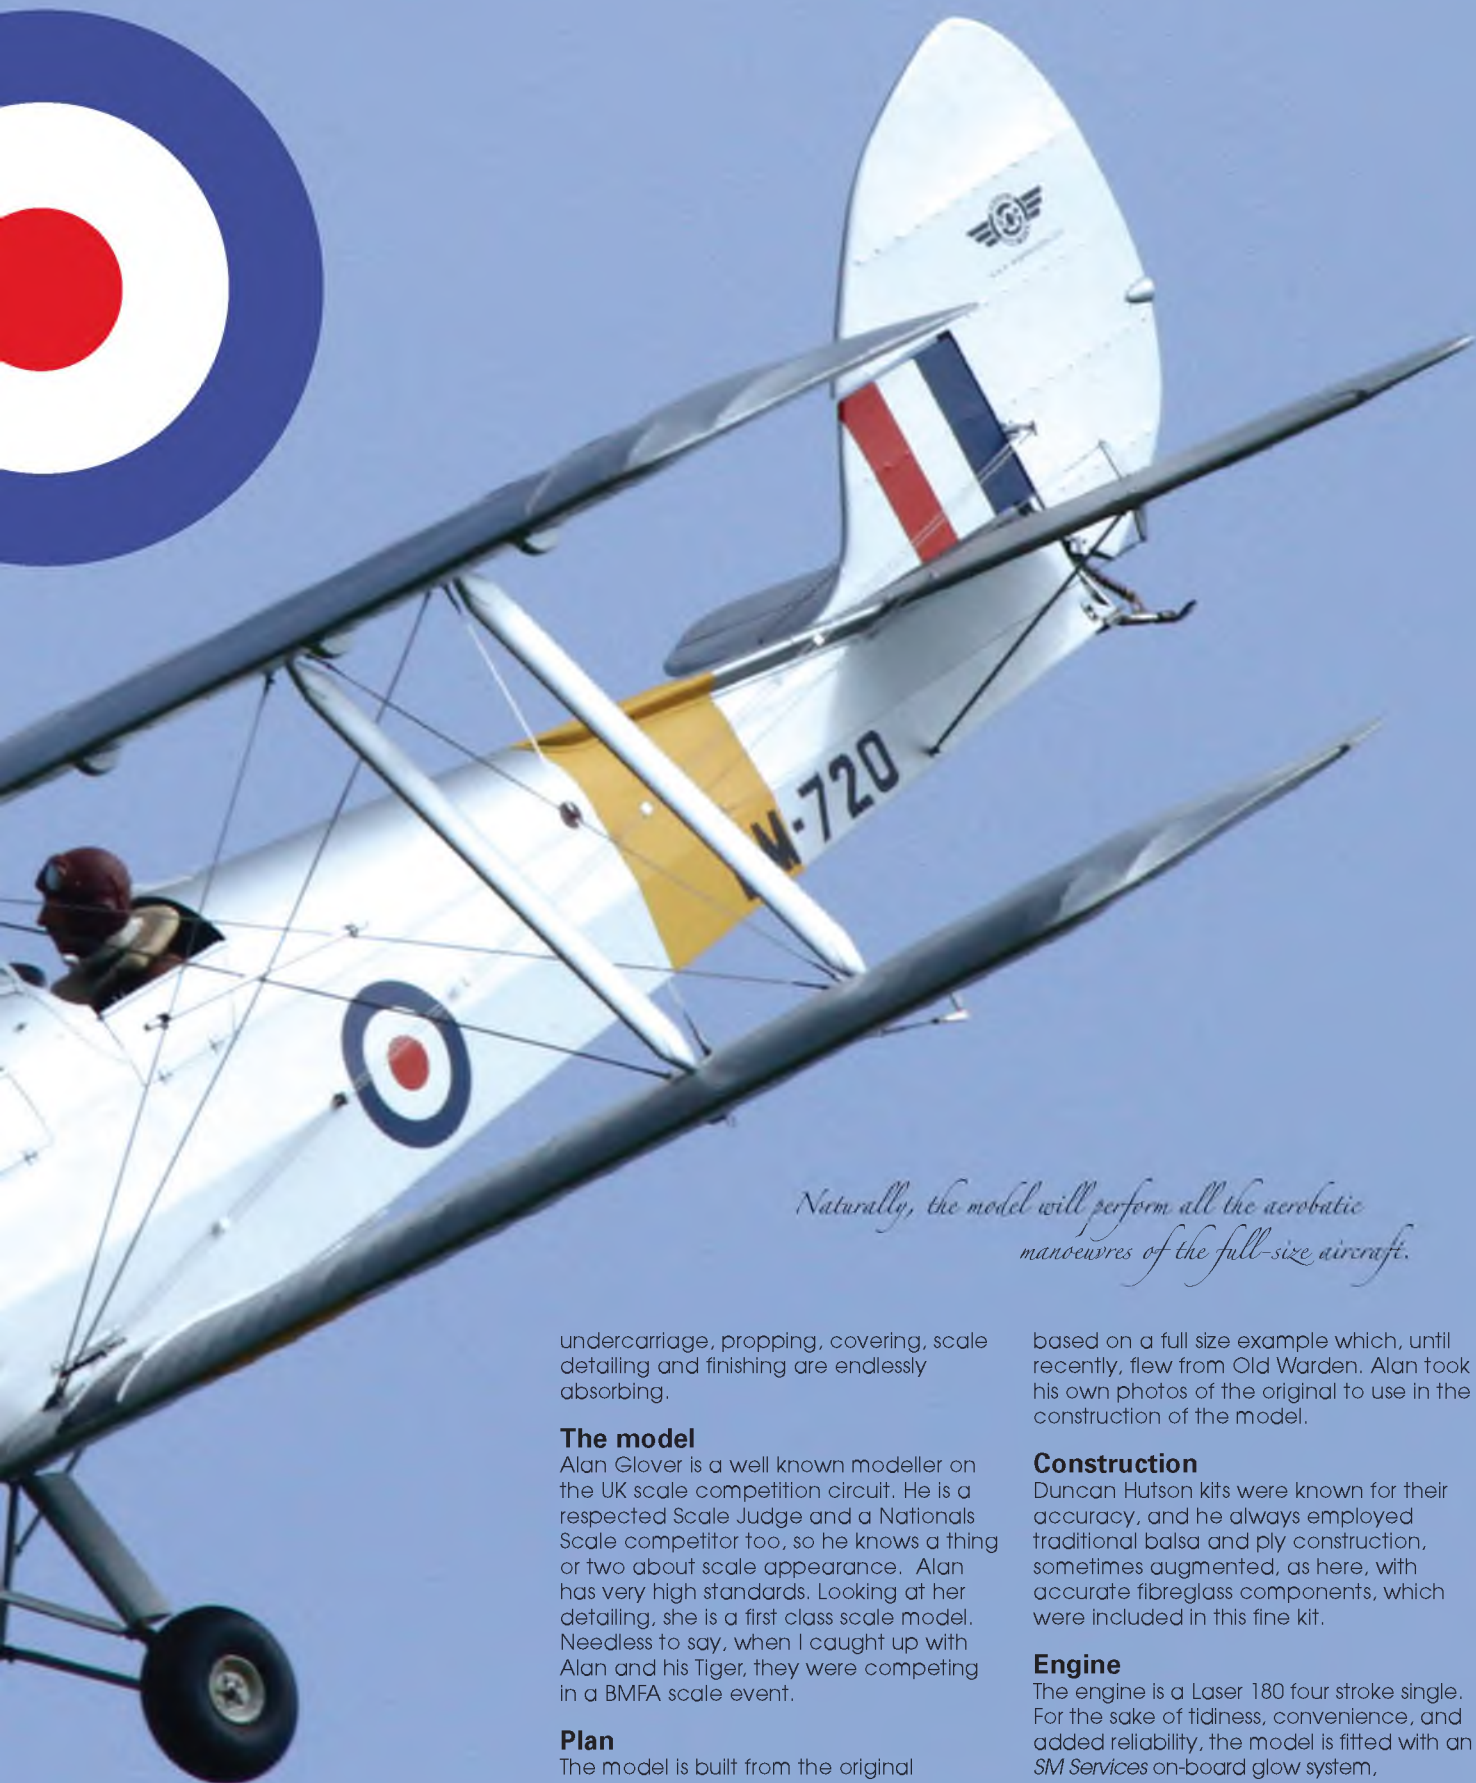 M-720
Naturally, the model will perform all the aerobatic
manoeuvres of the full-size aircraft.
undercarriage, propping, covering, scale
detailing and finishing are endlessly
absorbing.
The model
Alan Glover is a well known modeller on
the UK scale competition circuit. He is a
respected Scale Judge and a Nationals
Scale competitor too, so he knows a thing
or two about scale appearance.  Alan
has very high standards. Looking at her
detailing, she is a first class scale model.
Needless to say, when I caught up with
Alan and his Tiger, they were competing
in a BMFA scale event.
Plan
The model is built from the original
based on a full size example which, until
recently, flew from Old Warden. Alan took
his own photos of the original to use in the
construction of the model.
Construction
Duncan Hutson kits were known for their
accuracy, and he always employed
traditional balsa and ply construction,
sometimes augmented, as here, with
accurate fibreglass components, which
were included in this fine kit.
Engine
The engine is a Laser 180 four stroke single.
For the sake of tidiness, convenience, and
added reliability, the model is fitted with an
SM Services on-board glow system,